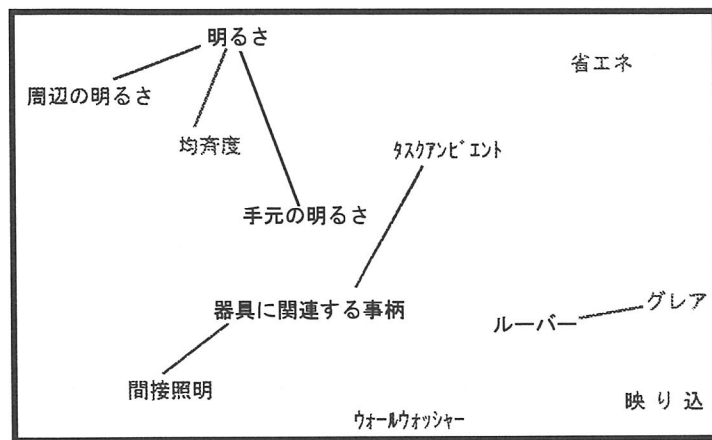 明るさ
省エネ
周辺の明るさ
均斉度
タスクアンビエント
手元の明るさ
器具に関連する事柄
グレア
ルーバー
間接照明
映り込
ウォールウォッシャー